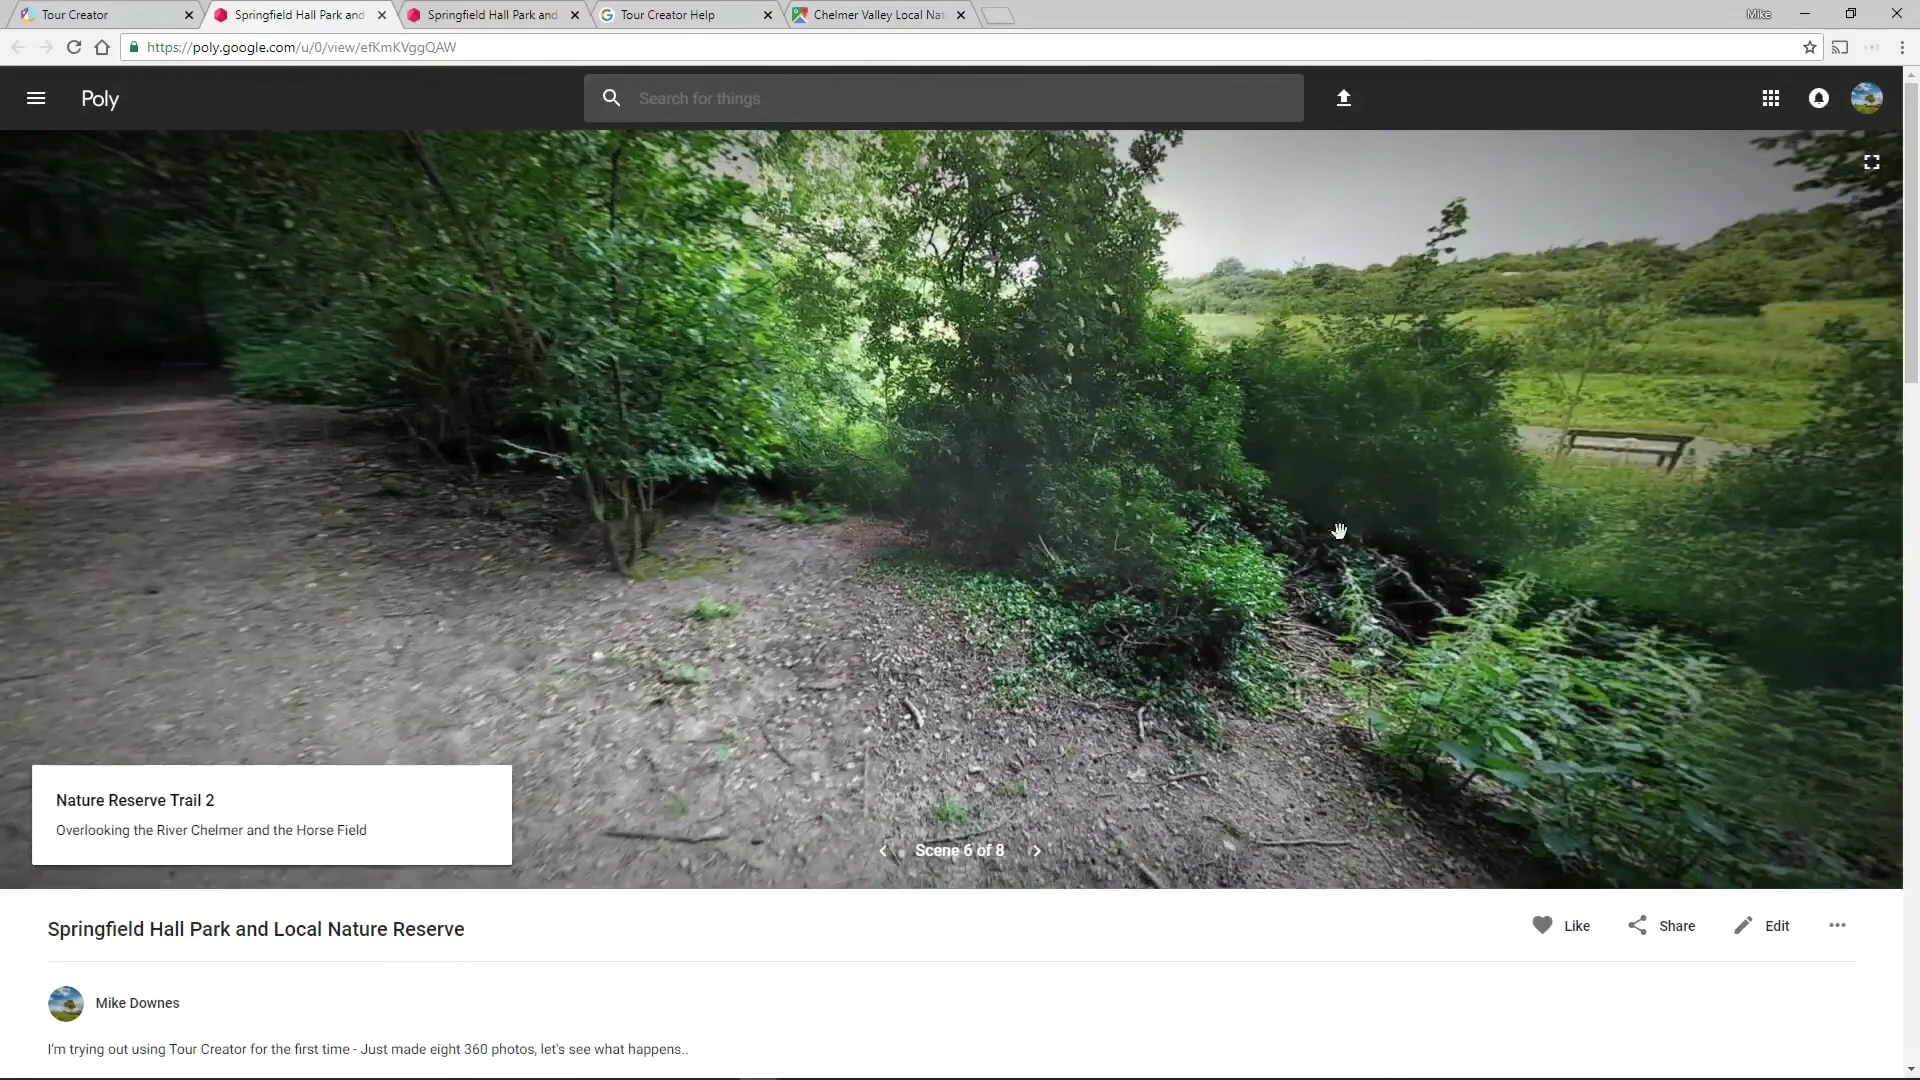 Tour Creator
Springfield Hall Park and
Springfield Hall Park and
Tour Creator Help
Chelmer Valley Local Nat
Mike
https://poly.google.com/u/0/view/efKmKVggQAW
Poly
Search for things
Nature Reserve Trail 2
Overlooking the River Chelmer and the Horse Field
Scene 6 of 8
Springfield Hall Park and Local Nature Reserve
Like
Share
Edit
Mike Downes
I'm trying out using Tour Creator for the first time - Just made eight 360 photos, let's see what happens..